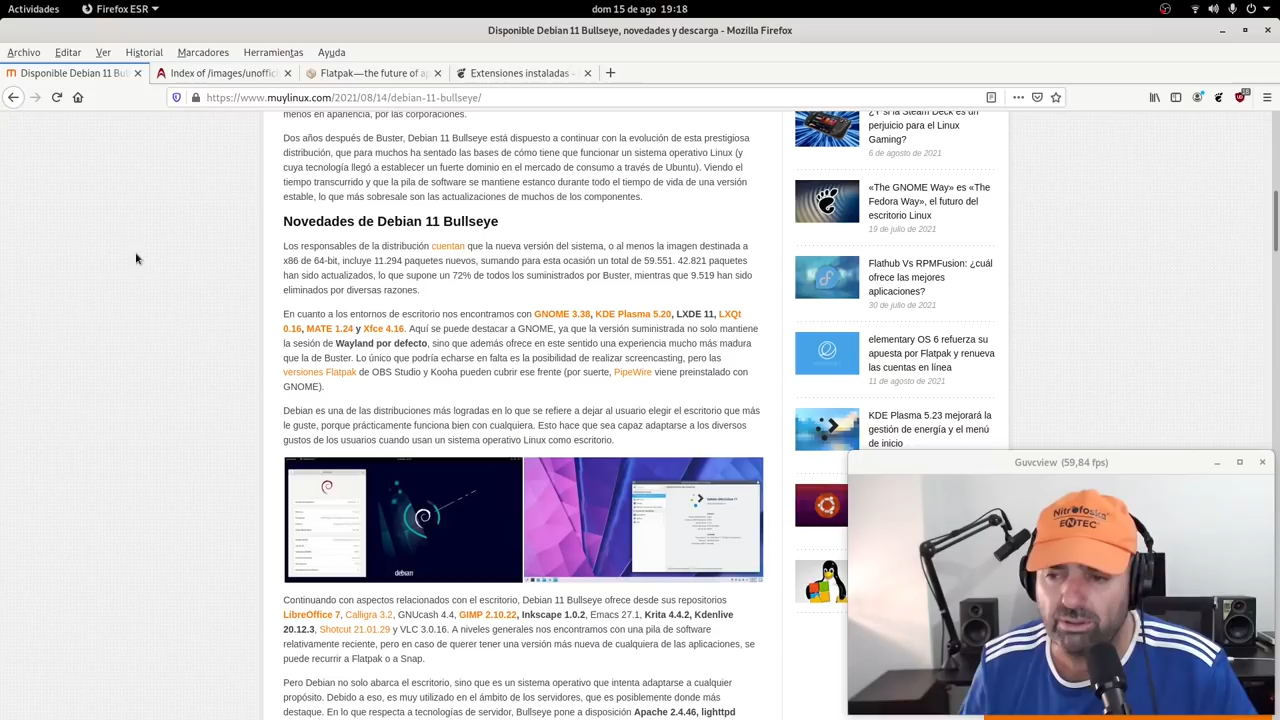 Actividades
Firefox ESR
dom 15 de ago 19:18
Disponible Debian 11 Bullseye, novedades y descarga - Mozilla Firefox
Archivo Editar Ver Historial Marcadores Herramientas Ayuda
Disponible Debian 11 Bul
Index of /images/unoffici
Flatpak—the future of ap
Extensiones instaladas -
https://www.muylinux.com/2021/08/14/debian-11-bullseye/
menos en apariencia, por las corporaciones.
Dos años después de Buster, Debian 11 Bullseye está dispuesto a continuar con la evolución de esta prestigiosa
distribución, que para muchos ha sentado las bases de cómo tiene que funcionar un sistema operativo Linux (y
cuya tecnología llegó a establecer un fuerte dominio en el mercado de consumo a través de Ubuntu). Viendo el
tiempo transcurrido y que la pila de software se mantiene estanco durante todo el tiempo de vida de una versión
estable, lo que más sobresale son las actualizaciones de muchos de los componentes.
Novedades de Debian 11 Bullseye
Los responsables de la distribución cuentan que la nueva versión del sistema, o al menos la imagen destinada a
x86 de 64-bit, incluye 11.294 paquetes nuevos, sumando para esta ocasión un total de 59.551. 42.821 paquetes
han sido actualizados, lo que supone un 72% de todos los suministrados por Buster, mientras que 9.519 han sido
eliminados por diversas razones.
En cuanto a los entornos de escritorio nos encontramos con GNOME 3.38, KDE Plasma 5.20, LXDE 11, LXQt
0.16, MATE 1.24 y Xfce 4.16. Aquí se puede destacar a GNOME, ya que la versión suministrada no solo mantiene
la sesión de Wayland por defecto, sino que además ofrece en este sentido una experiencia mucho más madura
que la de Buster. Lo único que podría echarse en falta es la posibilidad de realizar screencasting, pero las
versiones Flatpak de OBS Studio y Kooha pueden cubrir ese frente (por suerte, PipeWire viene preinstalado con
GNOME).
Debian es una de las distribuciones más logradas en lo que se refiere a dejar al usuario elegir el escritorio que más
le guste, porque prácticamente funciona bien con cualquiera. Esto hace que sea capaz adaptarse a los diversos
gustos de los usuarios cuando usan un sistema operativo Linux como escritorio.
debian
Continuando con aspectos relacionados con el escritorio, Debian 11 Bullseye ofrece desde sus repositorios
LibreOffice 7, Calligra 3.2, GNUcash 4.4, GIMP 2.10.22, Inkscape 1.0.2, Emacs 27.1, Krita 4.4.2, Kdenlive
20.12.3, Shotcut 21.01.29 y VLC 3.0.16. A niveles generales nos encontramos con una pila de software
relativamente reciente, pero en caso de querer tener una versión más nueva de cualquiera de las aplicaciones, se
puede recurrir a Flatpak o a Snap.
Pero Debian no solo abarca el escritorio, sino que es un sistema operativo que intenta adaptarse a cualquier
propósito. Debido a eso, es muy utilizado en el ámbito de los servidores, que es posiblemente donde más
destaque. En lo que respecta a tecnologías de servidor, Bullseye pone a disposición Apache 2.4.46, lighttpd
¿Y si la Steam Deck es un
perjuicio para el Linux
Gaming?
6 de agosto de 2021
«The GNOME Way» es «The
Fedora Way», el futuro del
escritorio Linux
19 de julio de 2021
Flathub Vs RPMFusion: ¿cuál
ofrece las mejores
aplicaciones?
30 de julio de 2021
elementary OS 6 refuerza su
apuesta por Flatpak y renueva
las cuentas en línea
11 de agosto de 2021
KDE Plasma 5.23 mejorará la
gestión de energía y el menú
de inicio
Guvcview (59,84 fps)
Nitrofoska
ENTEC